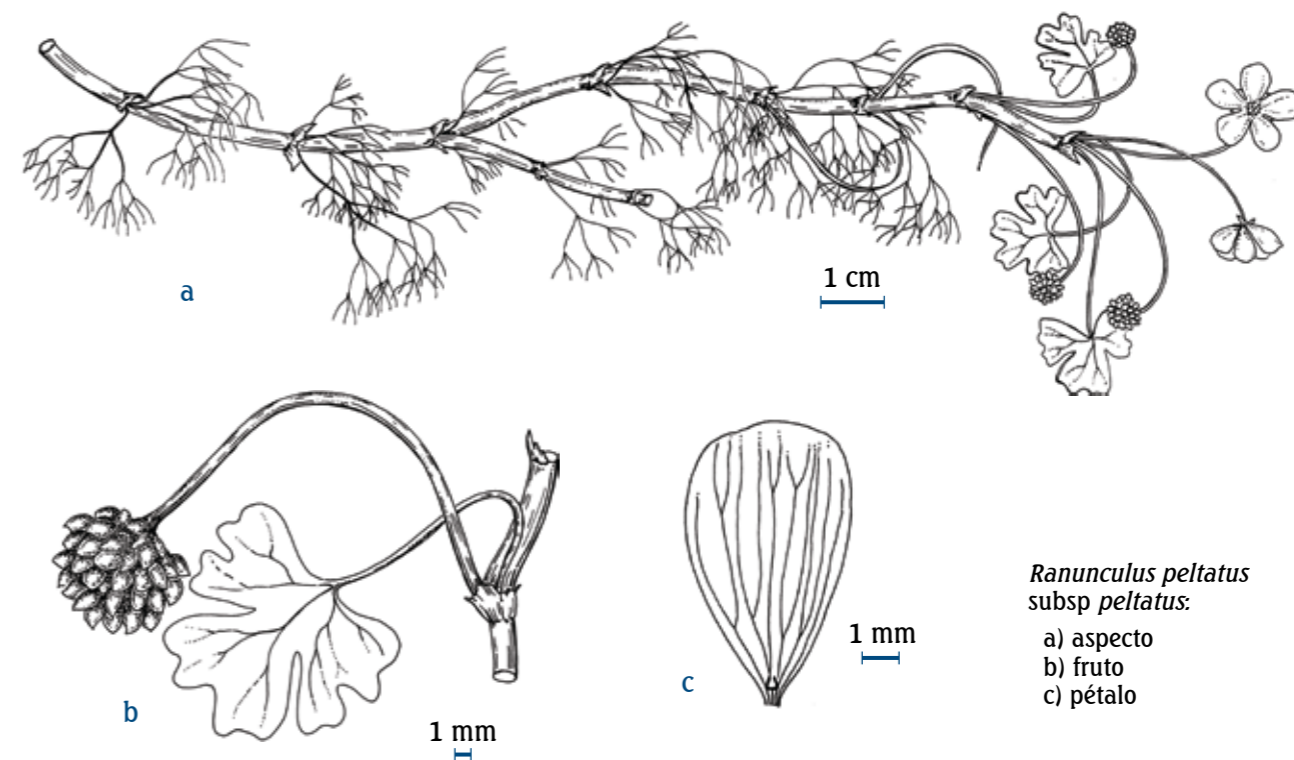 a
1 cm
b
1 mm
c
1 mm
Ranunculus peltatus
subsp peltatus:
a) aspecto
b) fruto
c) pétalo